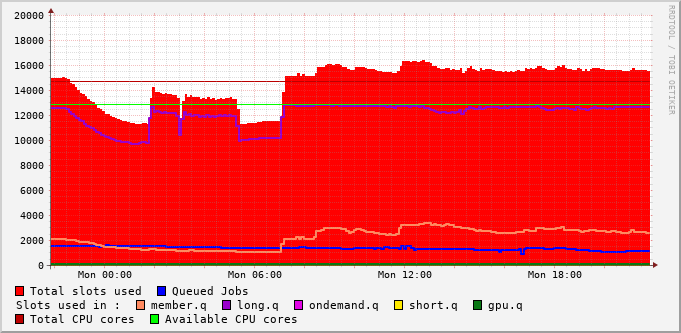 20000
18000
16000
14000
12000
10000
8000
6000
4000
2000
0
Mon 00:00 Mon 06:00 Mon 12:00 Mon 18:00
Total slots used Queued Jobs
Slots used in : member.q long.q ondemand.q short.q gpu.q
Total CPU cores Available CPU cores
RRDTOOL / TOBI OETIKER